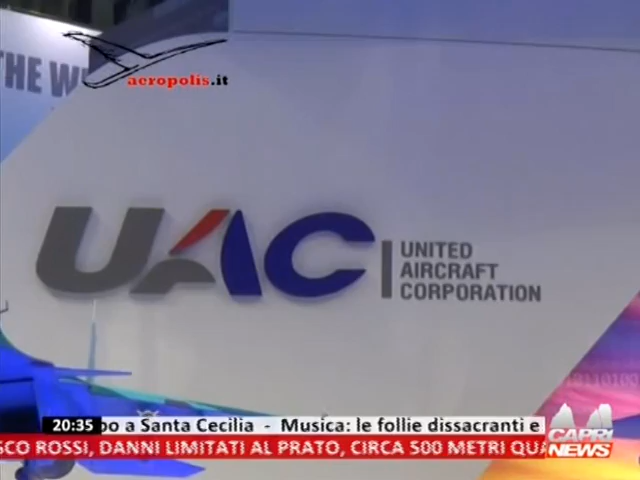 THE
aeropolis.it
UAC
UNITED
AIRCRAFT
CORPORATION
20:35
po a Santa Cecilia - Musica: le follie dissacranti e
SCO ROSSI, DANNI LIMITATI AL PRATO, CIRCA 500 METRI QUA
CAPRI
NEWS